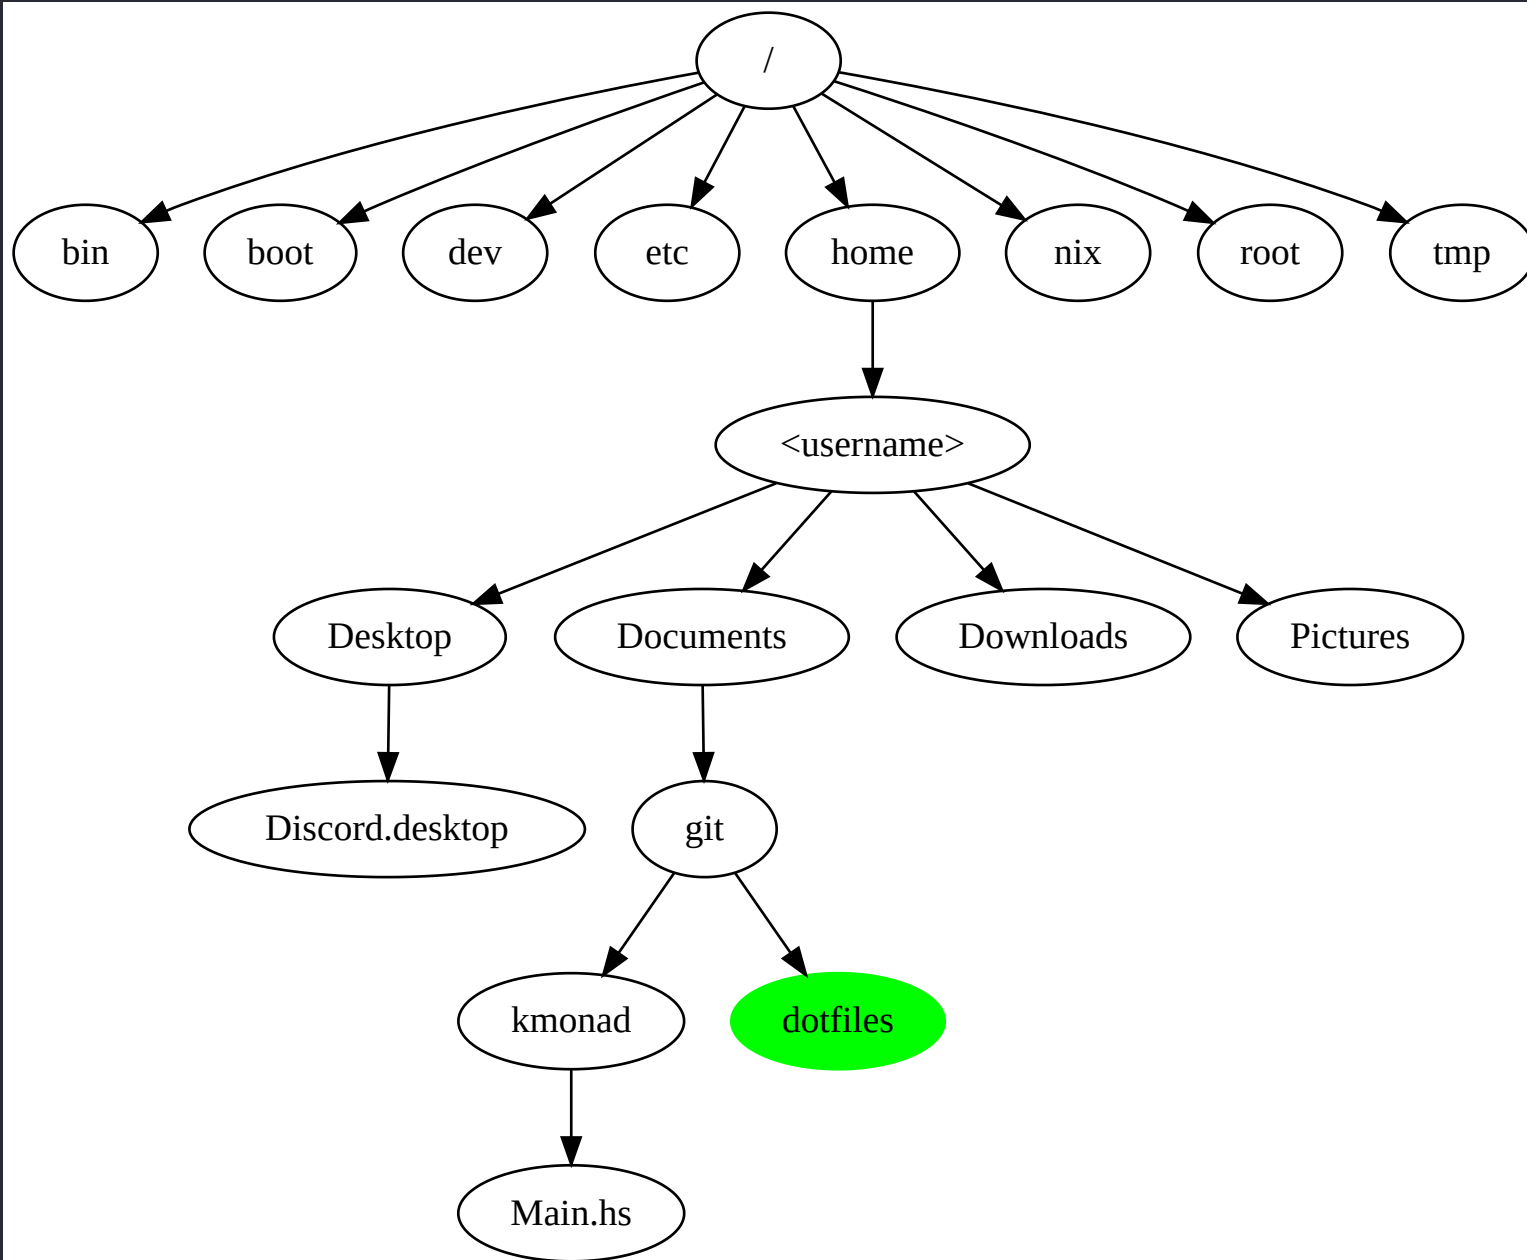 /
bin boot dev etc home nix root tmp
<username>
Desktop Documents Downloads Pictures
Discord.desktop git
kmonad dotfiles
Main.hs